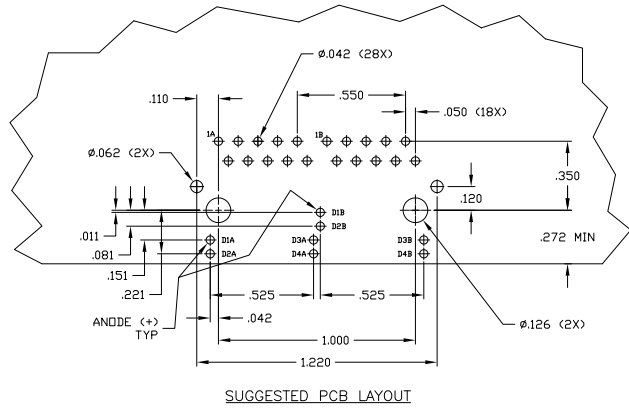 Ø.042 (28X)
.110
.550
.050 (18X)
1A
1B
Ø.062 (2X)
.350
.120
D1B
D2B
.011
.081
.151
.221
D1A
D2A
D3A
D4A
D3B
D4B
.272 MIN
ANODE (+)
TYP
.525
.525
.042
1.000
1.220
Ø.126 (2X)
SUGGESTED PCB LAYOUT